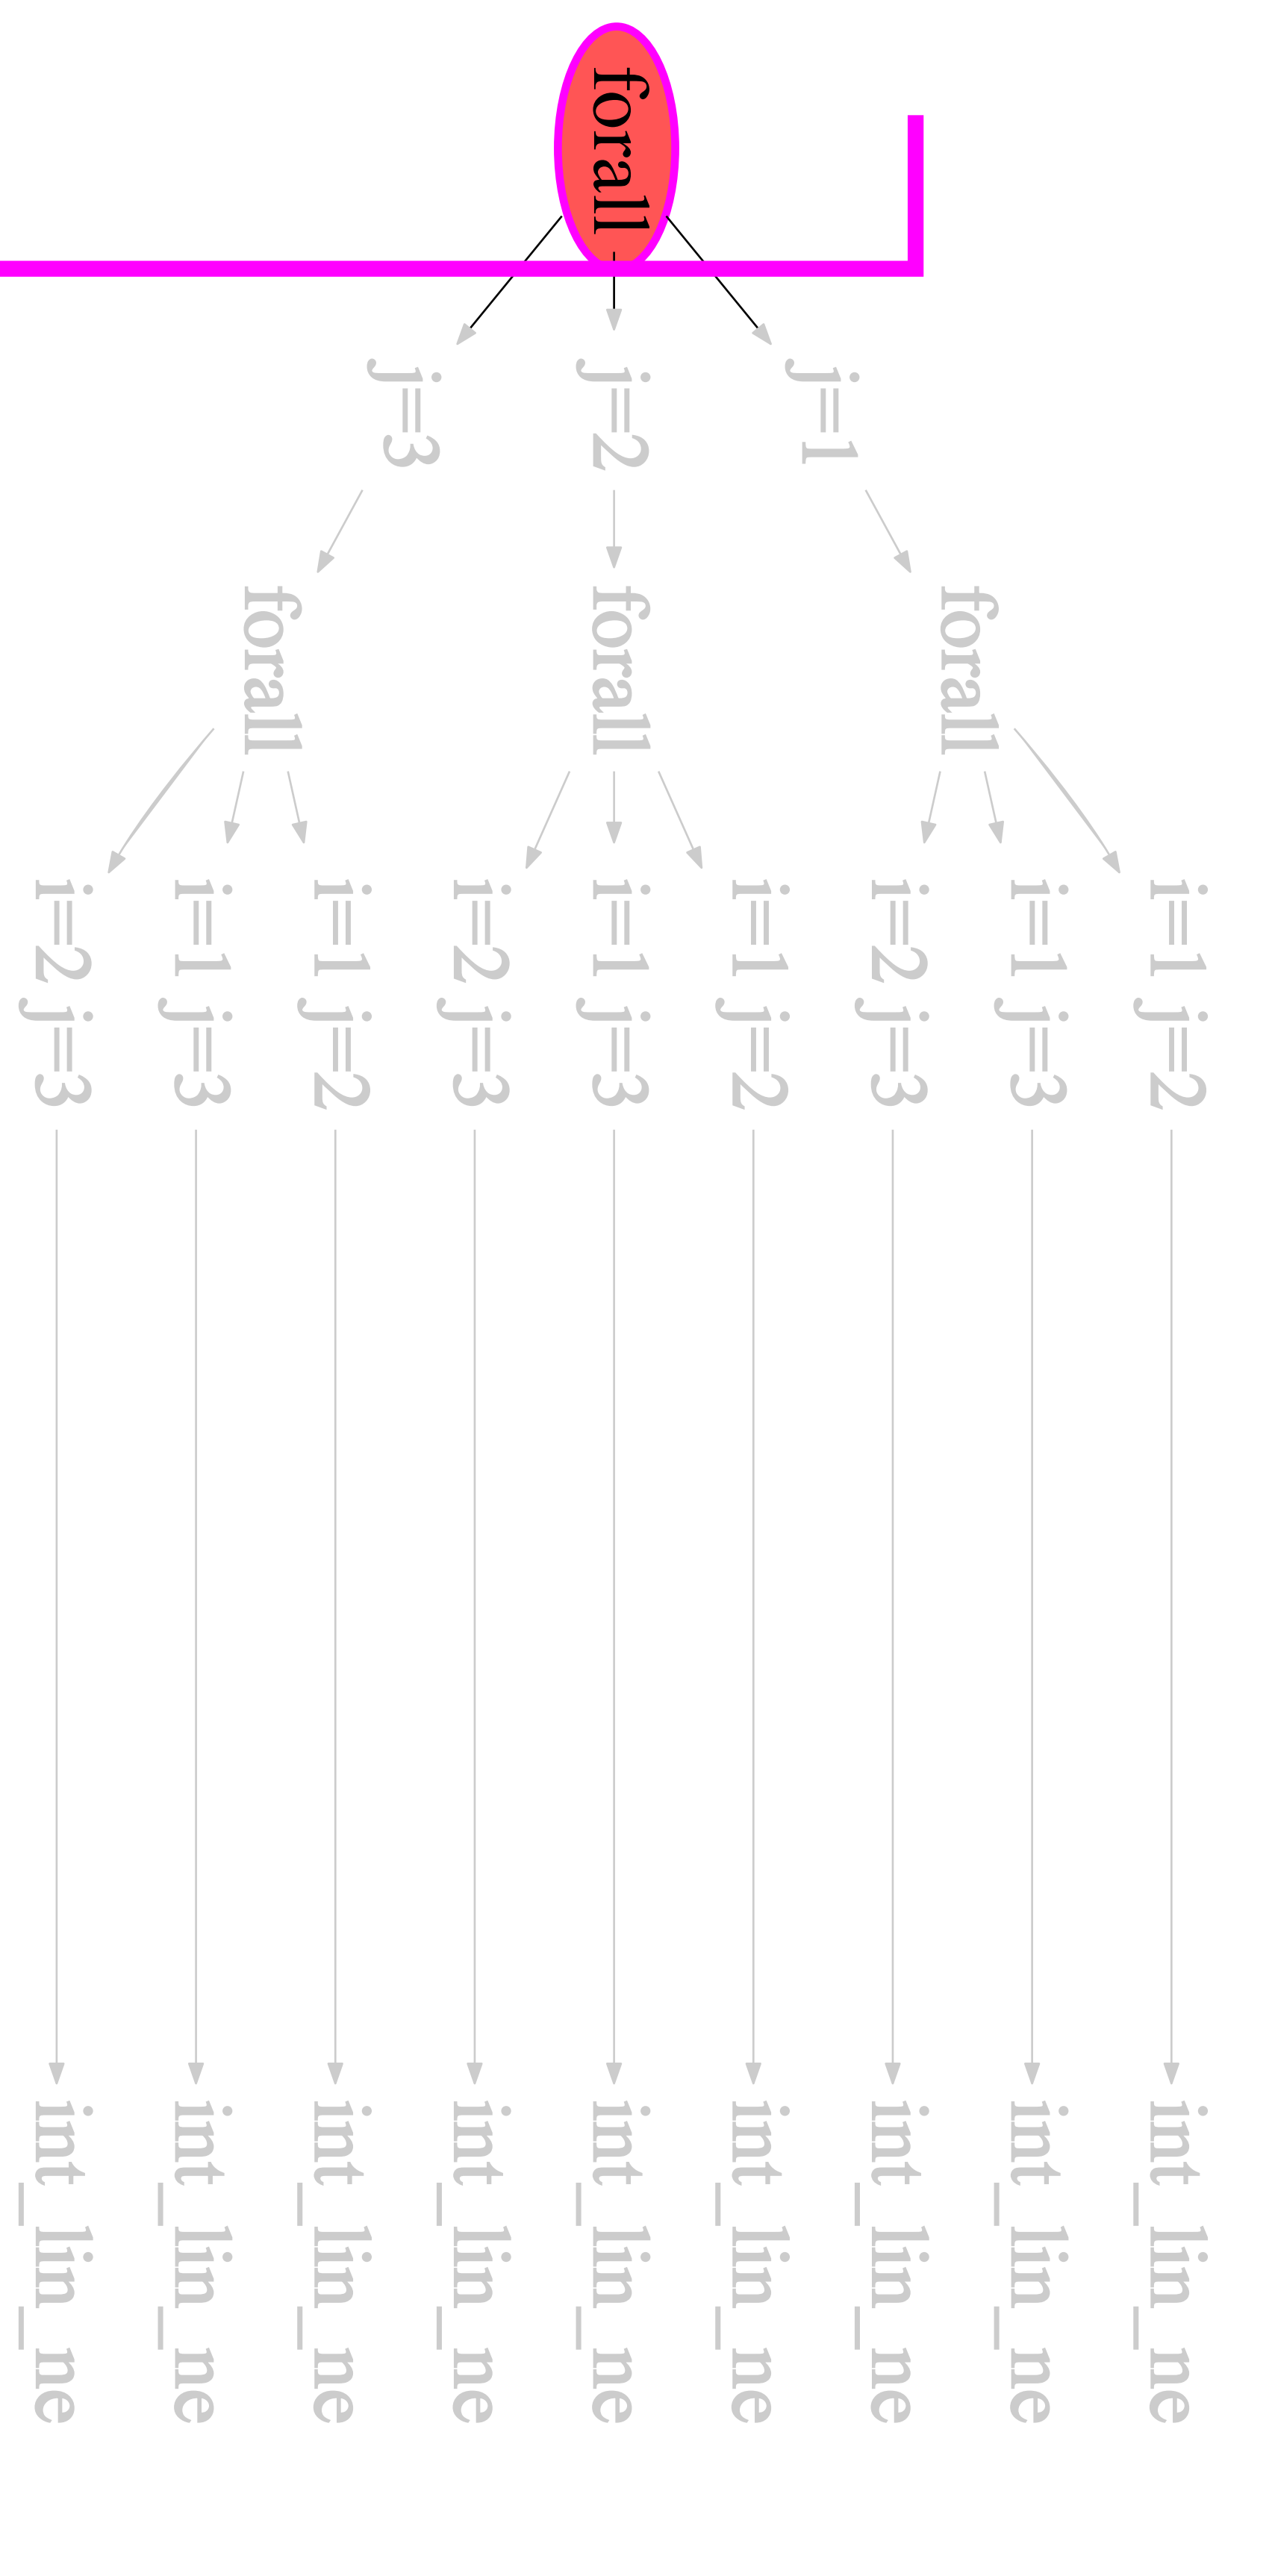 forall
j=1
j=2
j=3
forall
forall
forall
i=1 j=2
i=1 j=3
i=2 j=3
i=1 j=2
i=1 j=3
i=2 j=3
i=1 j=2
i=1 j=3
i=2 j=3
int_lin_ne
int_lin_ne
int_lin_ne
int_lin_ne
int_lin_ne
int_lin_ne
int_lin_ne
int_lin_ne
int_lin_ne